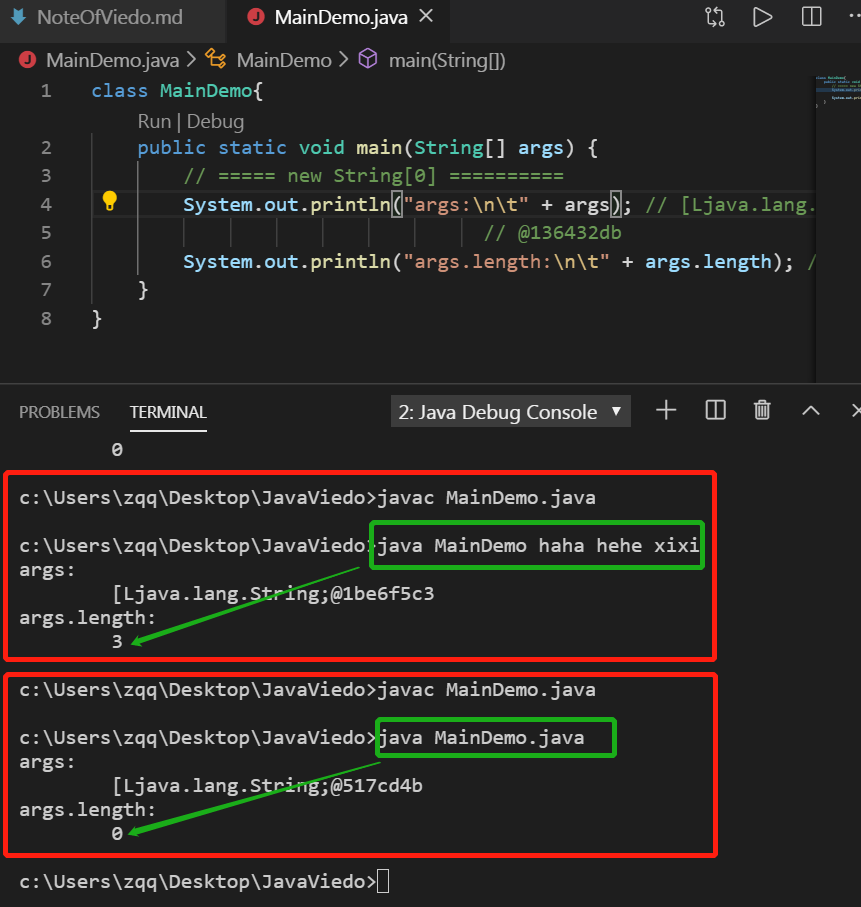 NoteOfViedo.md
MainDemo.java
MainDemo.java > MainDemo > main(String[])
1 class MainDemo{
Run | Debug
2 public static void main(String[] args) {
3 // ===== new String[0] ==========
4 System.out.println("args:\n\t" + args); // [Ljava.lang.
5 // @136432db
6 System.out.println("args.length:\n\t" + args.length); /
7 }
8 }
PROBLEMS TERMINAL 2: Java Debug Console
0
c:\Users\zqq\Desktop\JavaViedo>javac MainDemo.java
c:\Users\zqq\Desktop\JavaViedo>java MainDemo haha hehe xixi
args:
[Ljava.lang.String;@1be6f5c3
args.length:
3
c:\Users\zqq\Desktop\JavaViedo>javac MainDemo.java
c:\Users\zqq\Desktop\JavaViedo>java MainDemo.java
args:
[Ljava.lang.String;@517cd4b
args.length:
0
c:\Users\zqq\Desktop\JavaViedo>